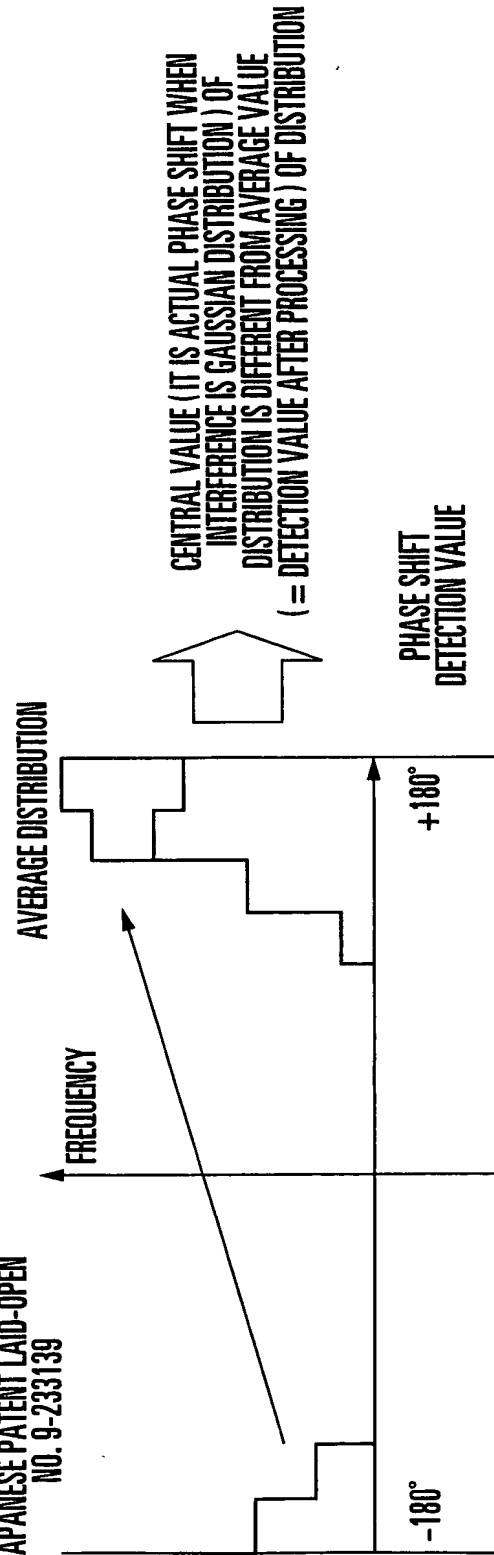 APANESE PATENT LAID-OPEN
NO. 9-233139
FREQUENCY
AVERAGE DISTRIBUTION
-180°
+180°
PHASE SHIFT
DETECTION VALUE
CENTRAL VALUE (IT IS ACTUAL PHASE SHIFT WHEN
INTERFERENCE IS GAUSSIAN DISTRIBUTION) OF
DISTRIBUTION IS DIFFERENT FROM AVERAGE VALUE
(= DETECTION VALUE AFTER PROCESSING) OF DISTRIBUTION